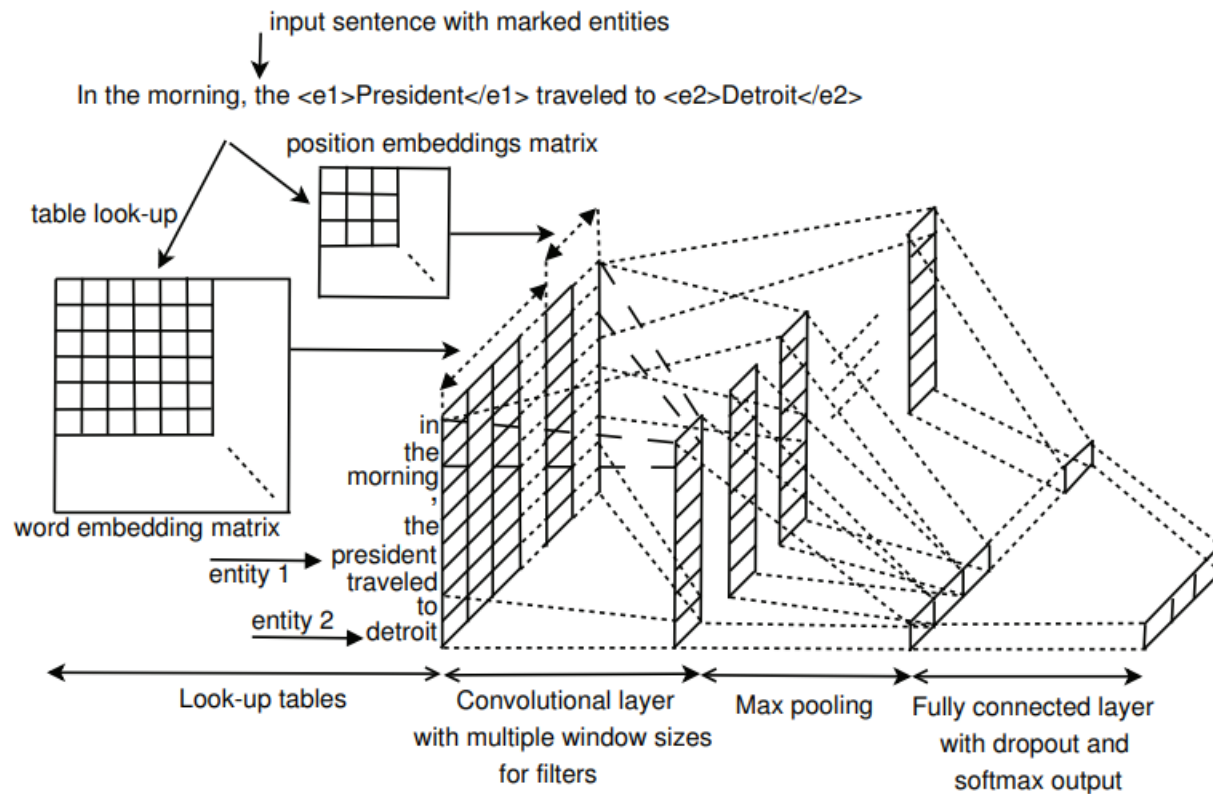 input sentence with marked entities
In the morning, the <e1>President</e1> traveled to <e2>Detroit</e2>
position embeddings matrix
table look-up
word embedding matrix
in
the
morning
,
the
president
traveled
to
detroit
entity 1
entity 2
Look-up tables
Convolutional layer
with multiple window sizes
for filters
Max pooling
Fully connected layer
with dropout and
softmax output